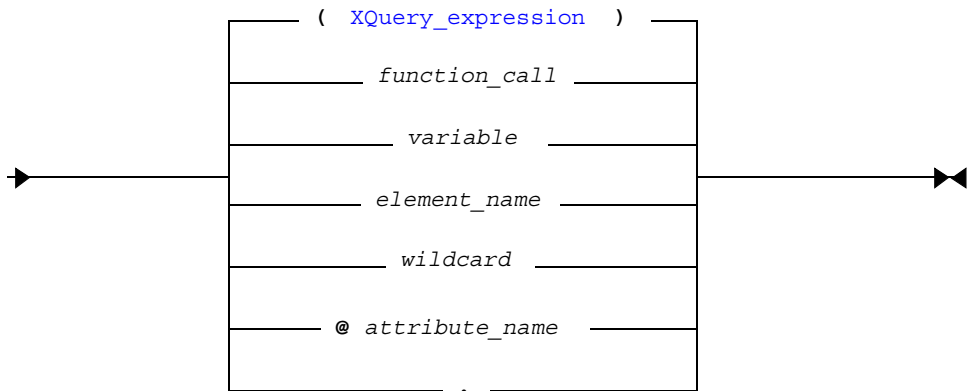 ( XQuery_expression )
function_call
variable
element_name
wildcard
@ attribute_name